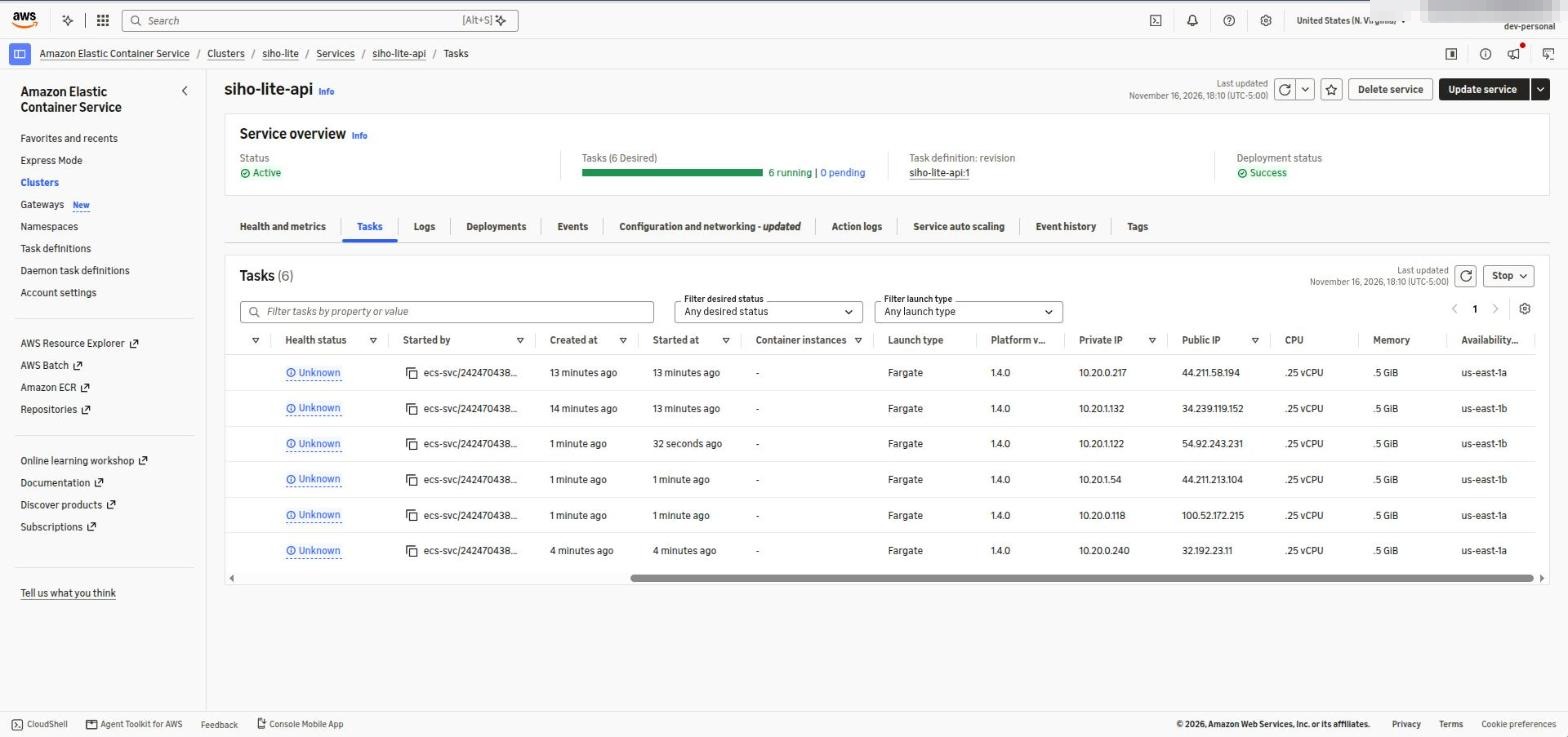 aws
Search [Alt+S]
United States (N. Virginia)
dev-personal
Amazon Elastic Container Service / Clusters / siho-lite / Services / siho-lite-api / Tasks
Amazon Elastic
Container Service
Favorites and recents
Express Mode
Clusters
Gateways New
Namespaces
Task definitions
Daemon task definitions
Account settings
AWS Resource Explorer
AWS Batch
Amazon ECR
Repositories
Online learning workshop
Documentation
Discover products
Subscriptions
Tell us what you think
siho-lite-api Info
Last updated
November 16, 2026, 18:10 (UTC-5:00)
Delete service
Update service
Service overview Info
Status
Active
Tasks (6 Desired)
6 running | 0 pending
Task definition: revision
siho-lite-api:1
Deployment status
Success
Health and metrics Tasks Logs Deployments Events Configuration and networking - updated Action logs Service auto scaling Event history Tags
Tasks (6)
Last updated
November 16, 2026, 18:10 (UTC-5:00)
Stop
Filter tasks by property or value
Filter desired status
Any desired status
Filter launch type
Any launch type
1
Health status Started by Created at Started at Container instances Launch type Platform v... Private IP Public IP CPU Memory Availability...
Unknown ecs-svc/242470438... 13 minutes ago 13 minutes ago - Fargate 1.4.0 10.20.0.217 44.211.58.194 .25 vCPU .5 GiB us-east-1a
Unknown ecs-svc/242470438... 14 minutes ago 13 minutes ago - Fargate 1.4.0 10.20.1.132 34.239.119.152 .25 vCPU .5 GiB us-east-1b
Unknown ecs-svc/242470438... 1 minute ago 32 seconds ago - Fargate 1.4.0 10.20.1.122 54.92.243.231 .25 vCPU .5 GiB us-east-1b
Unknown ecs-svc/242470438... 1 minute ago 1 minute ago - Fargate 1.4.0 10.20.1.54 44.211.213.104 .25 vCPU .5 GiB us-east-1b
Unknown ecs-svc/242470438... 1 minute ago 1 minute ago - Fargate 1.4.0 10.20.0.118 100.52.172.215 .25 vCPU .5 GiB us-east-1a
Unknown ecs-svc/242470438... 4 minutes ago 4 minutes ago - Fargate 1.4.0 10.20.0.240 32.192.23.11 .25 vCPU .5 GiB us-east-1a
CloudShell Agent Toolkit for AWS Feedback Console Mobile App
© 2026, Amazon Web Services, Inc. or its affiliates. Privacy Terms Cookie preferences